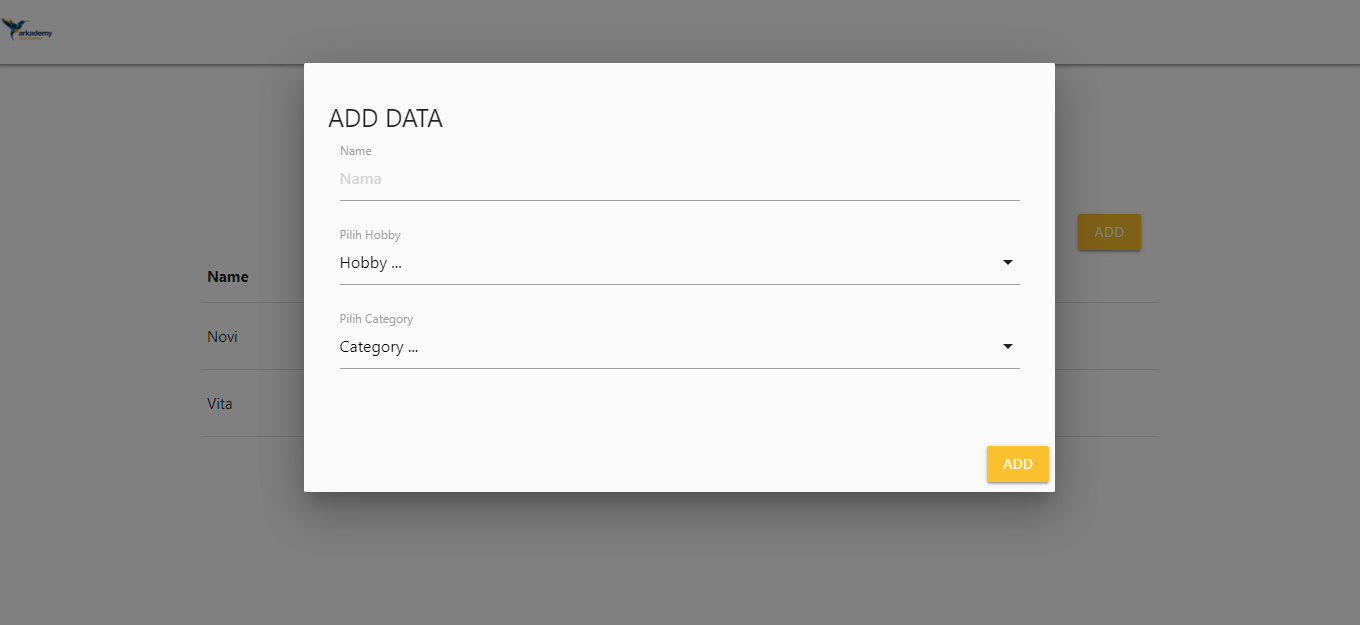 arkademy
ADD DATA
Name
Nama
Pilih Hobby
Hobby ...
Pilih Category
Category ...
ADD
ADD
Name
Novi
Vita